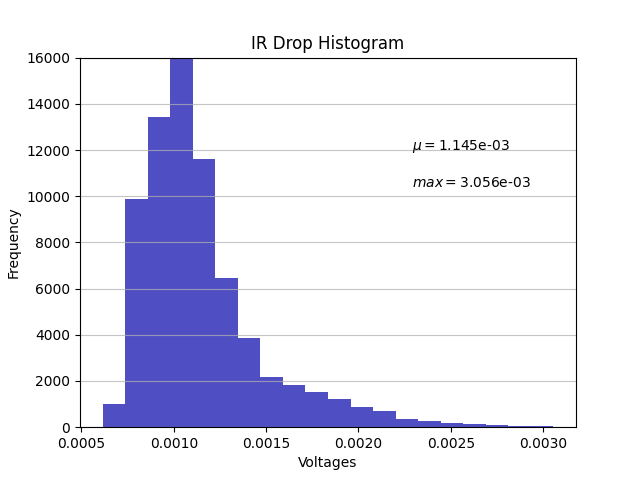 IR Drop Histogram
16000
14000
12000
10000
8000
6000
4000
2000
0
Frequency
μ = 1.145e-03
max = 3.056e-03
0.0005 0.0010 0.0015 0.0020 0.0025 0.0030
Voltages